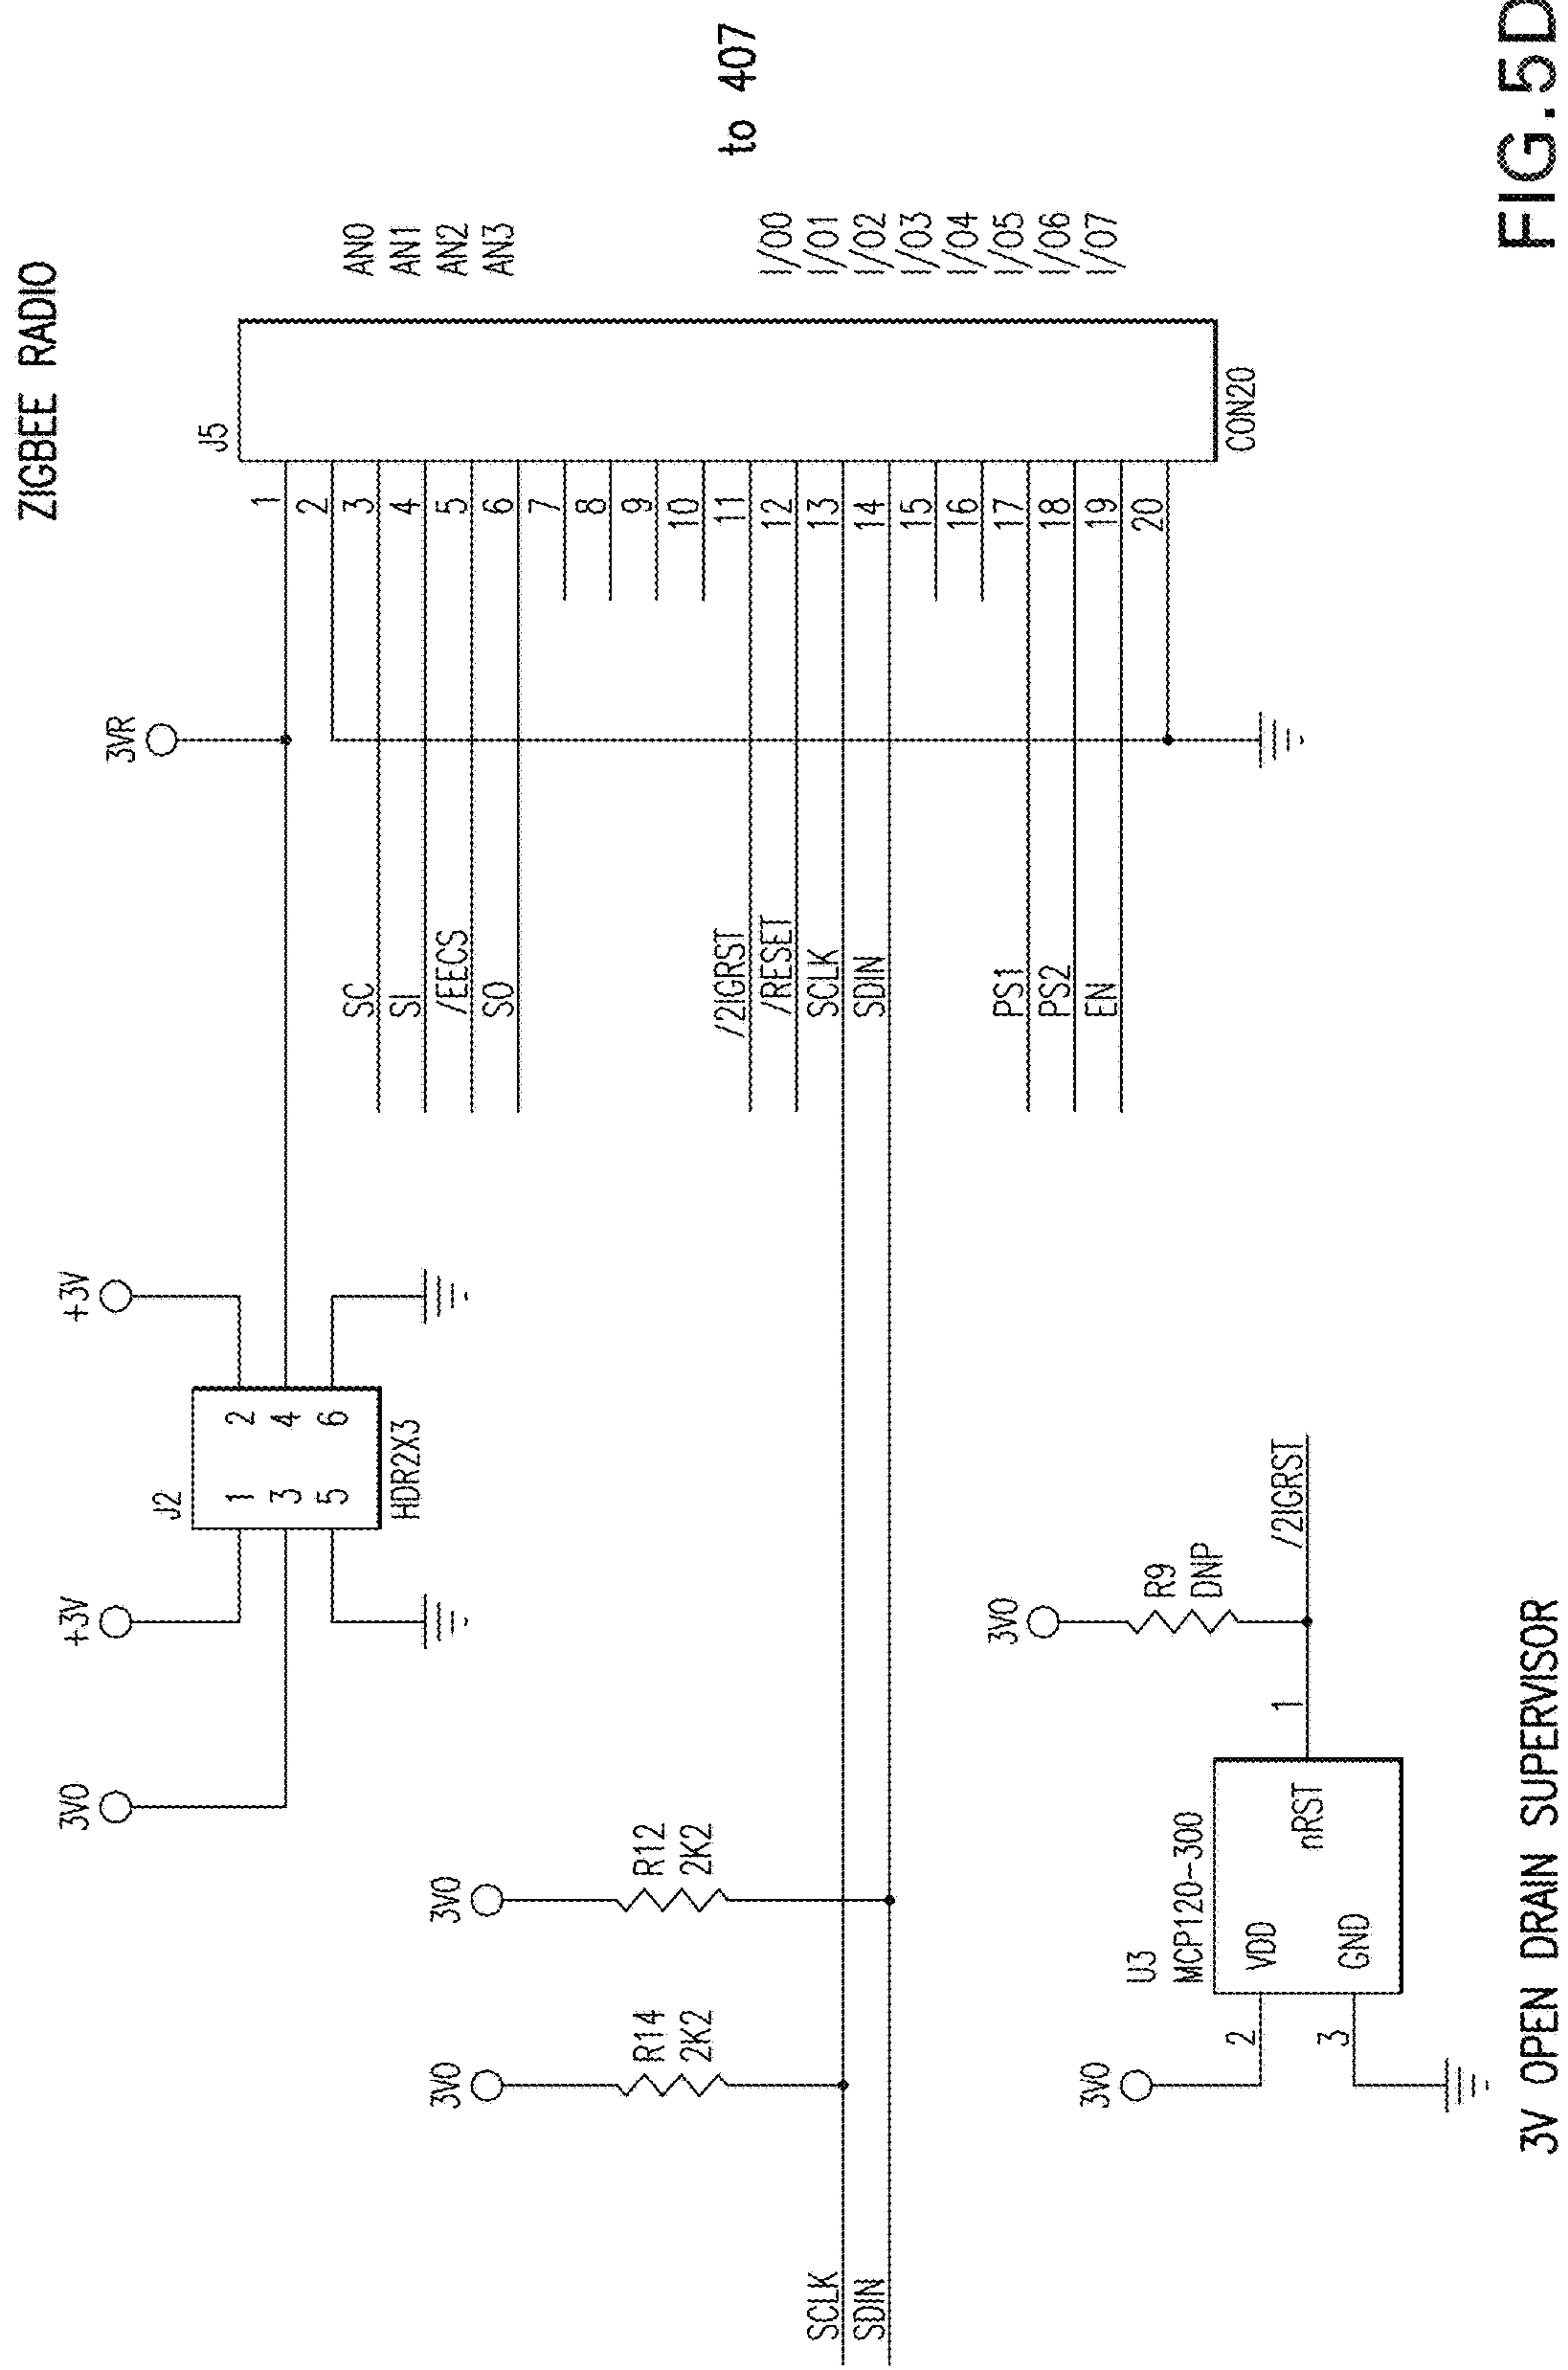 ZIGBEE RADIO
3VO
+3V
+3V
3VR
J2
1 2
3 4
5 6
HDR2X3
J5
1
2
SC 3 AN0
SI 4 AN1
/EECS 5 AN2
SO 6 AN3
7
8
9
10
/2IGRST 11
/RESET 12 I/O0
SCLK SCLK 13 I/O1
SDIN SDIN 14 I/O2
15 I/O3
16 I/O4
PS1 17 I/O5
PS2 18 I/O6
EN 19 I/O7
20
CON20
to 407
3VO
R14
2K2
3VO
R12
2K2
3VO
U3
MCP120-300
2 VDD
nRST 1
3 GND
3VO
R9
DNP
/2IGRST
3V OPEN DRAIN SUPERVISOR
FIG.5D